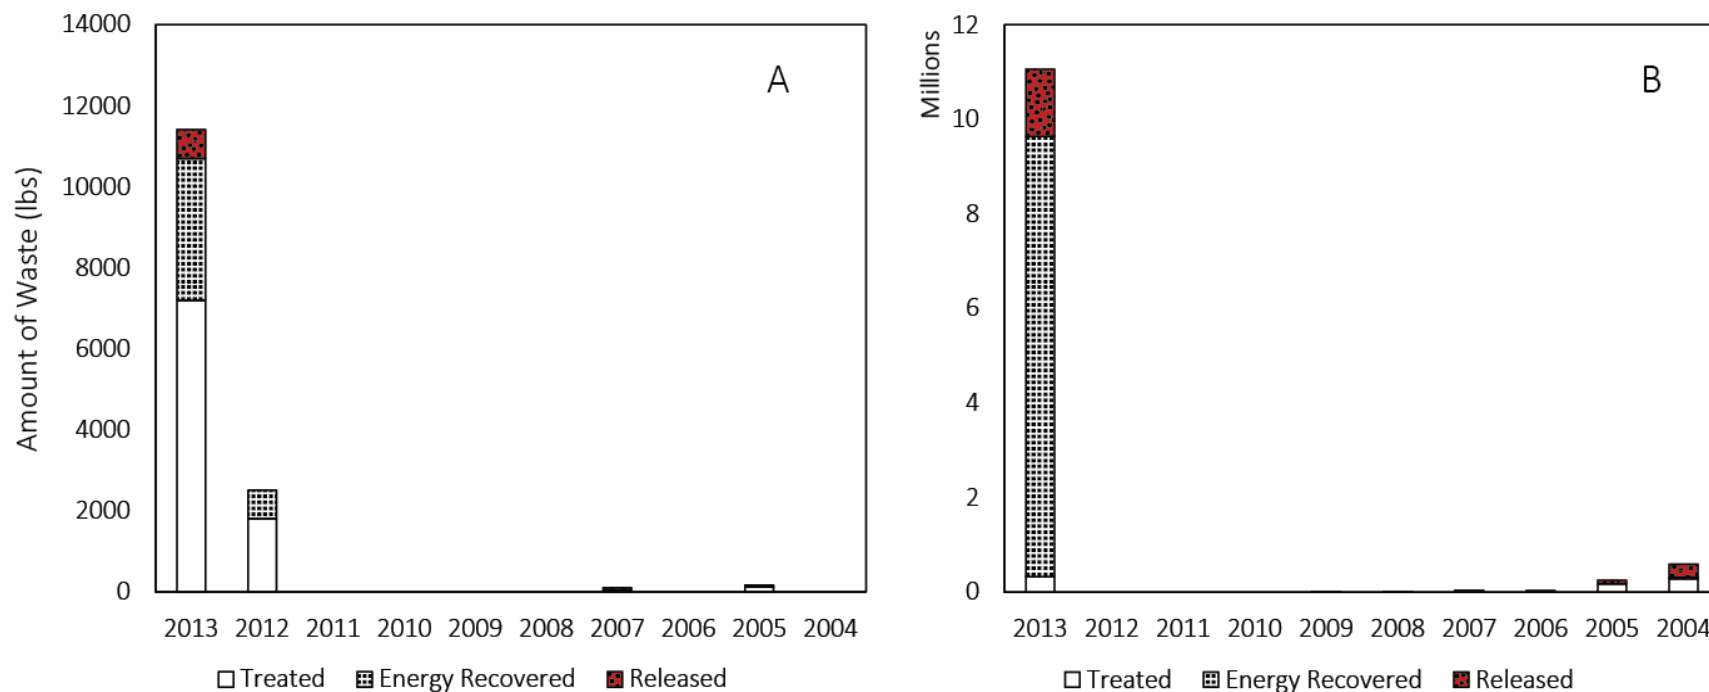 Amount of Waste (lbs)
14000
12000
10000
8000
6000
4000
2000
0
A
2013 2012 2011 2010 2009 2008 2007 2006 2005 2004
Treated Energy Recovered Released
Millions
12
10
8
6
4
2
0
B
2013 2012 2011 2010 2009 2008 2007 2006 2005 2004
Treated Energy Recovered Released